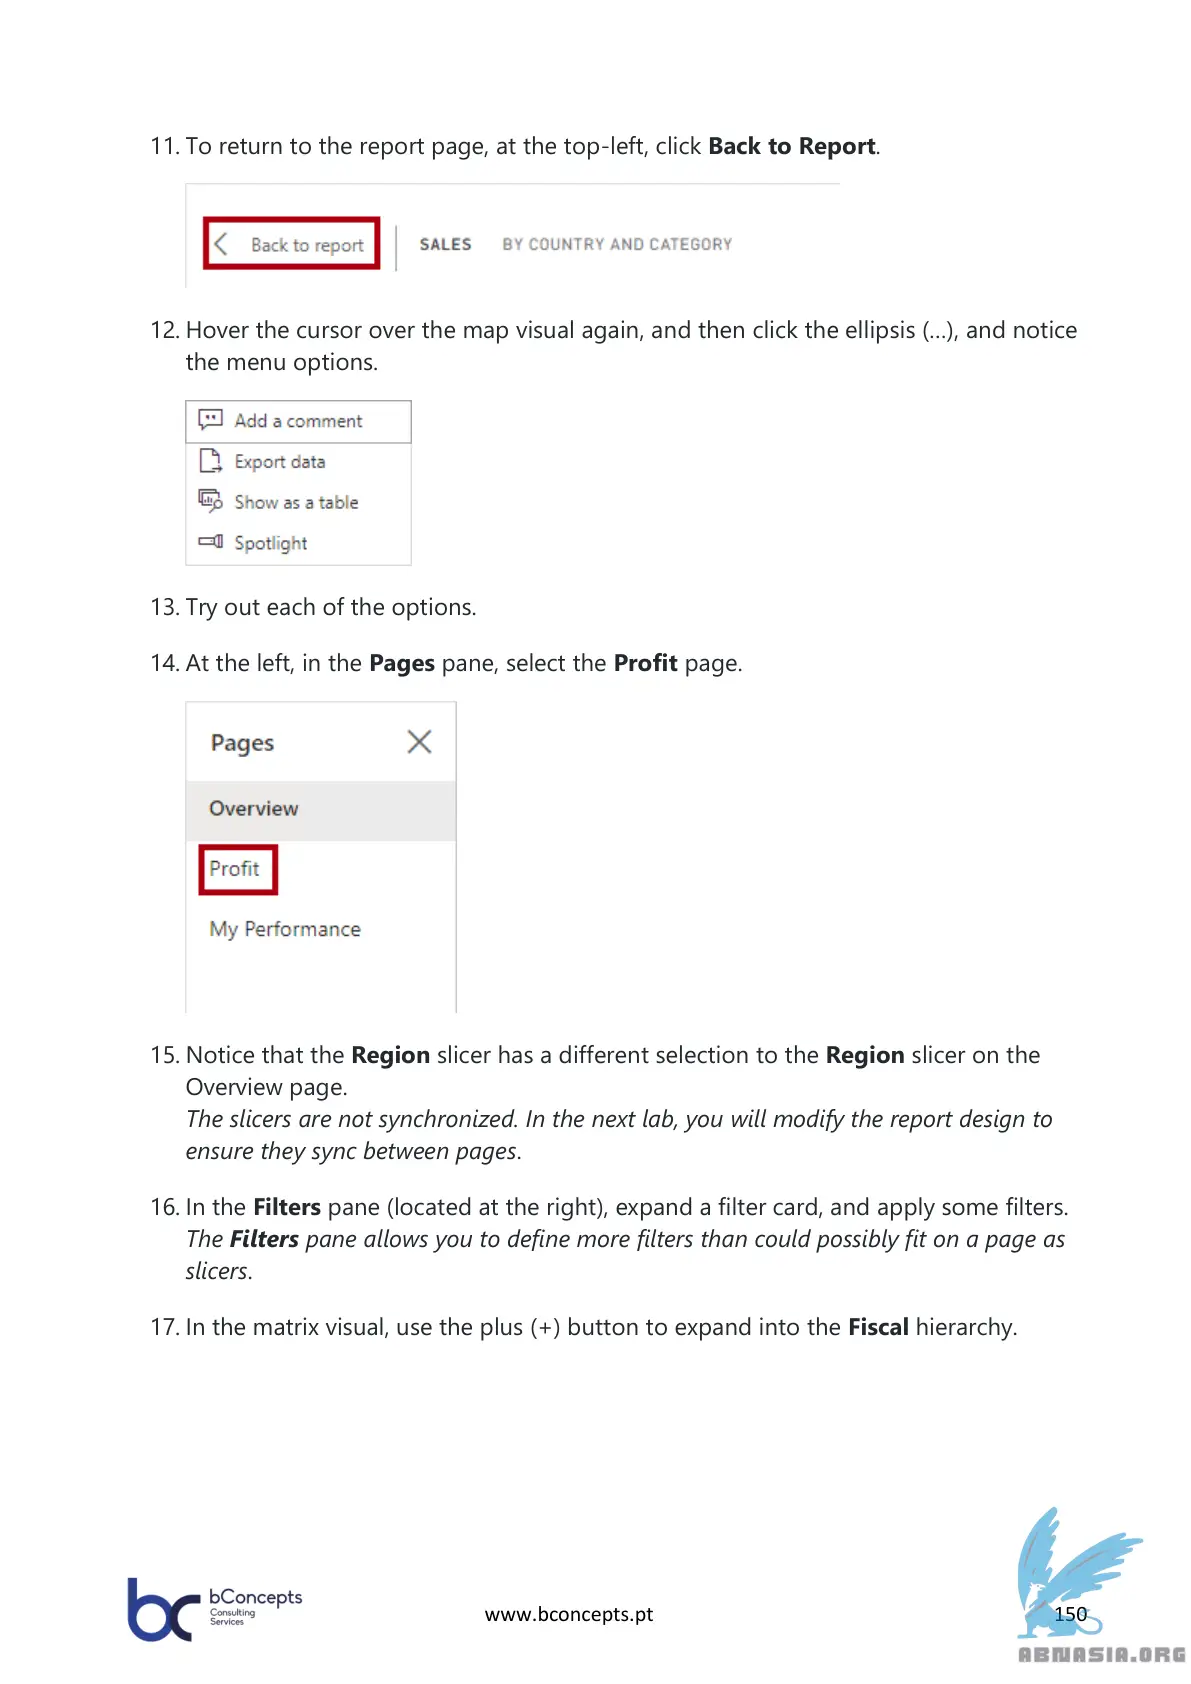 11. To return to the report page, at the top-left, click Back to Report.
Back to report
SALES BY COUNTRY AND CATEGORY
12. Hover the cursor over the map visual again, and then click the ellipsis (…), and notice
the menu options.
Add a comment
Export data
Show as a table
Spotlight
13. Try out each of the options.
14. At the left, in the Pages pane, select the Profit page.
Pages
Overview
Profit
My Performance
15. Notice that the Region slicer has a different selection to the Region slicer on the
Overview page.
The slicers are not synchronized. In the next lab, you will modify the report design to
ensure they sync between pages.
16. In the Filters pane (located at the right), expand a filter card, and apply some filters.
The Filters pane allows you to define more filters than could possibly fit on a page as
slicers.
17. In the matrix visual, use the plus (+) button to expand into the Fiscal hierarchy.
bc
bConcepts
Consulting
Services
www.bconcepts.pt
150
ABNASIA.ORG